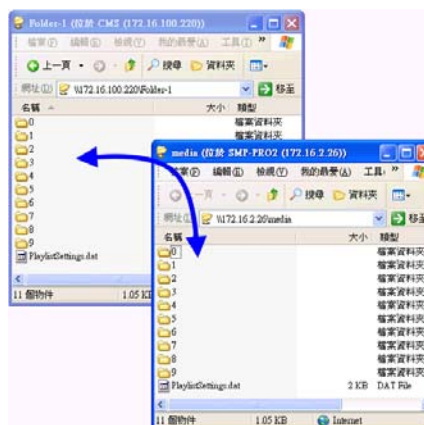 Folder-1 (位於 CMS (172.16.100.220))
檔案(F) 編輯(E) 檢視(V) 我的最愛(A) 工具(T) »
上一頁 搜尋 資料夾
網址(D) \\172.16.100.220\Folder-1 移至
名稱 大小 類型
0 檔案資料夾
1 檔案資料夾
2
3
4
5
6
7
8
9
PlaylistSettings.dat
11 個物件 1.05 KB
media (位於 SMP-PRO2 (172.16.2.26))
檔案(F) 編輯(E) 檢視(V) 我的最愛(A) 工具 »
上一頁 搜尋 資料夾
網址(D) \\172.16.2.26\media 移至
名稱 大小 類型
0 檔案資料夾
1 檔案資料夾
2 檔案資料夾
3 檔案資料夾
4 檔案資料夾
5 檔案資料夾
6 檔案資料夾
7 檔案資料夾
8 檔案資料夾
9 檔案資料夾
PlaylistSettings.dat 2 KB DAT File
11 個物件 1.05 KB Internet